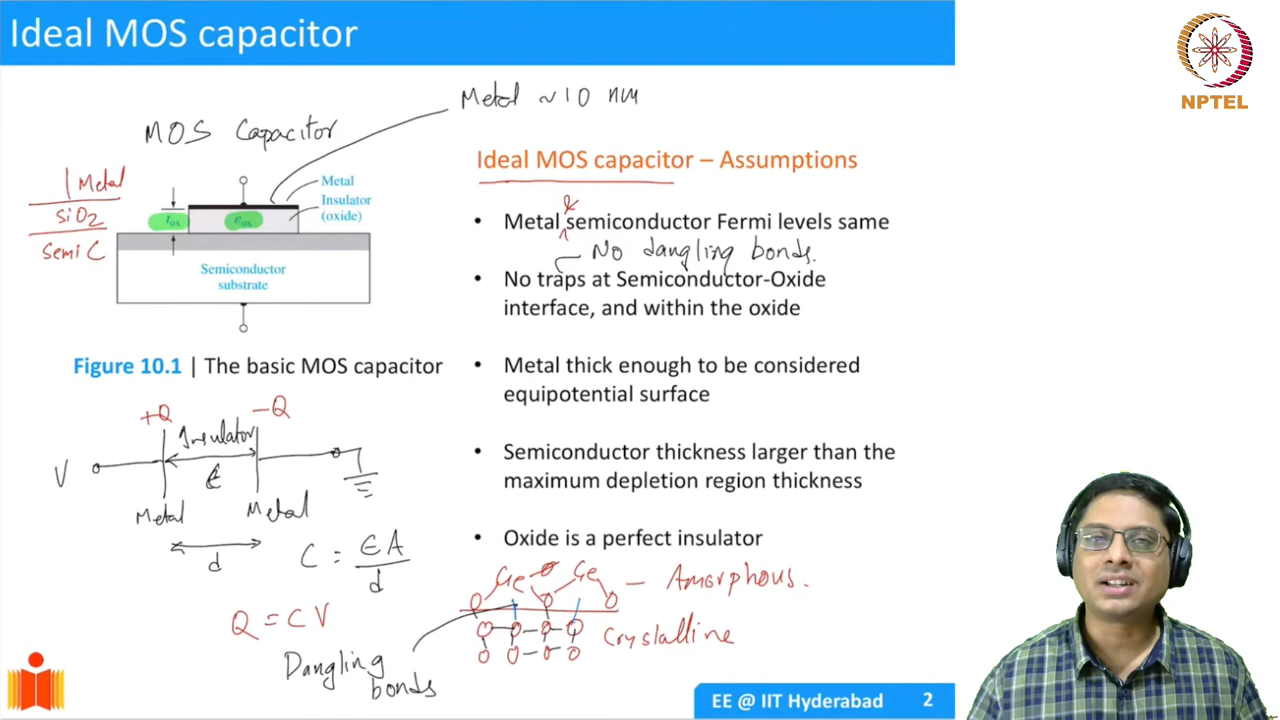 Ideal MOS capacitor
NPTEL
Metal ~10 nm
MOS Capacitor
Metal
SiO2
Semi C
Metal
Insulator
(oxide)
tox
εox
Semiconductor
substrate
Figure 10.1 | The basic MOS capacitor
+Q
-Q
Insulator
V
E
Metal
Metal
d
C = ϵA/d
Q = CV
Dangling
bonds
Ideal MOS capacitor – Assumptions
• Metal & semiconductor Fermi levels same
No dangling bonds.
• No traps at Semiconductor-Oxide
interface, and within the oxide
• Metal thick enough to be considered
equipotential surface
• Semiconductor thickness larger than the
maximum depletion region thickness
• Oxide is a perfect insulator
Ge O Ge
O O O – Amorphous.
O O O O Crystalline
O O O O
EE @ IIT Hyderabad 2